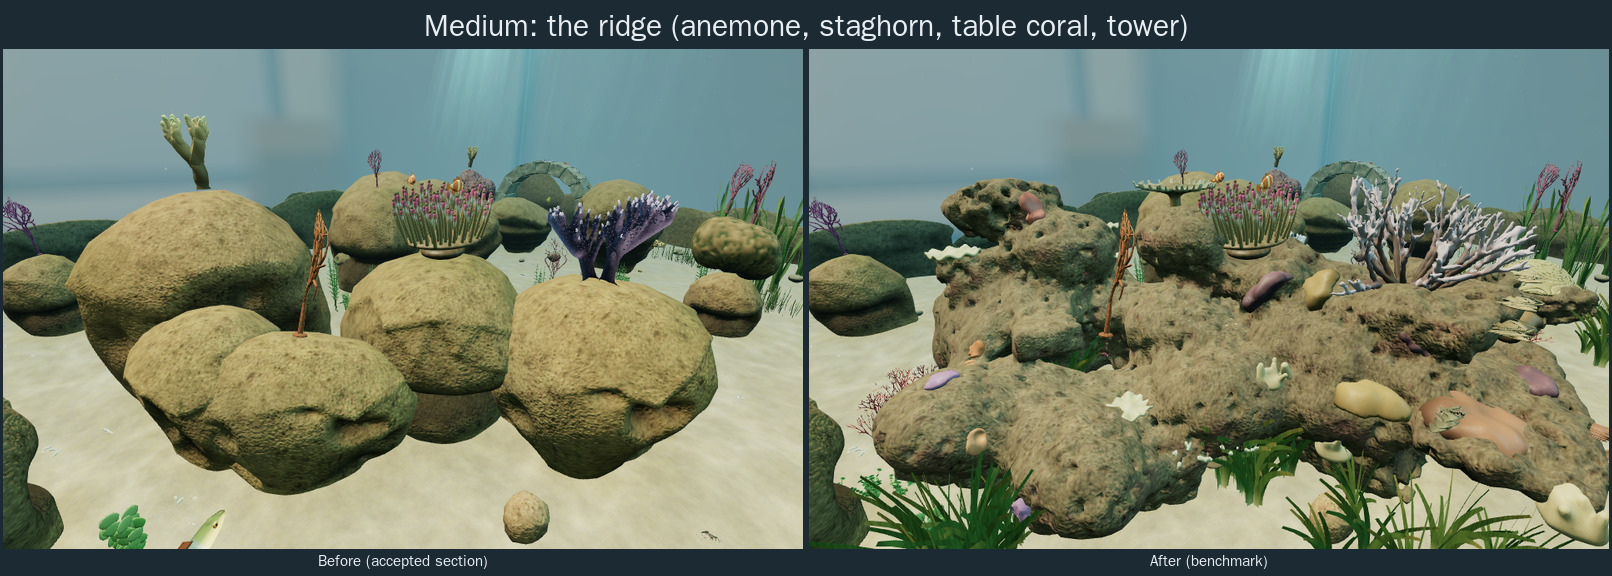 Medium: the ridge (anemone, staghorn, table coral, tower)
Before (accepted section)
After (benchmark)